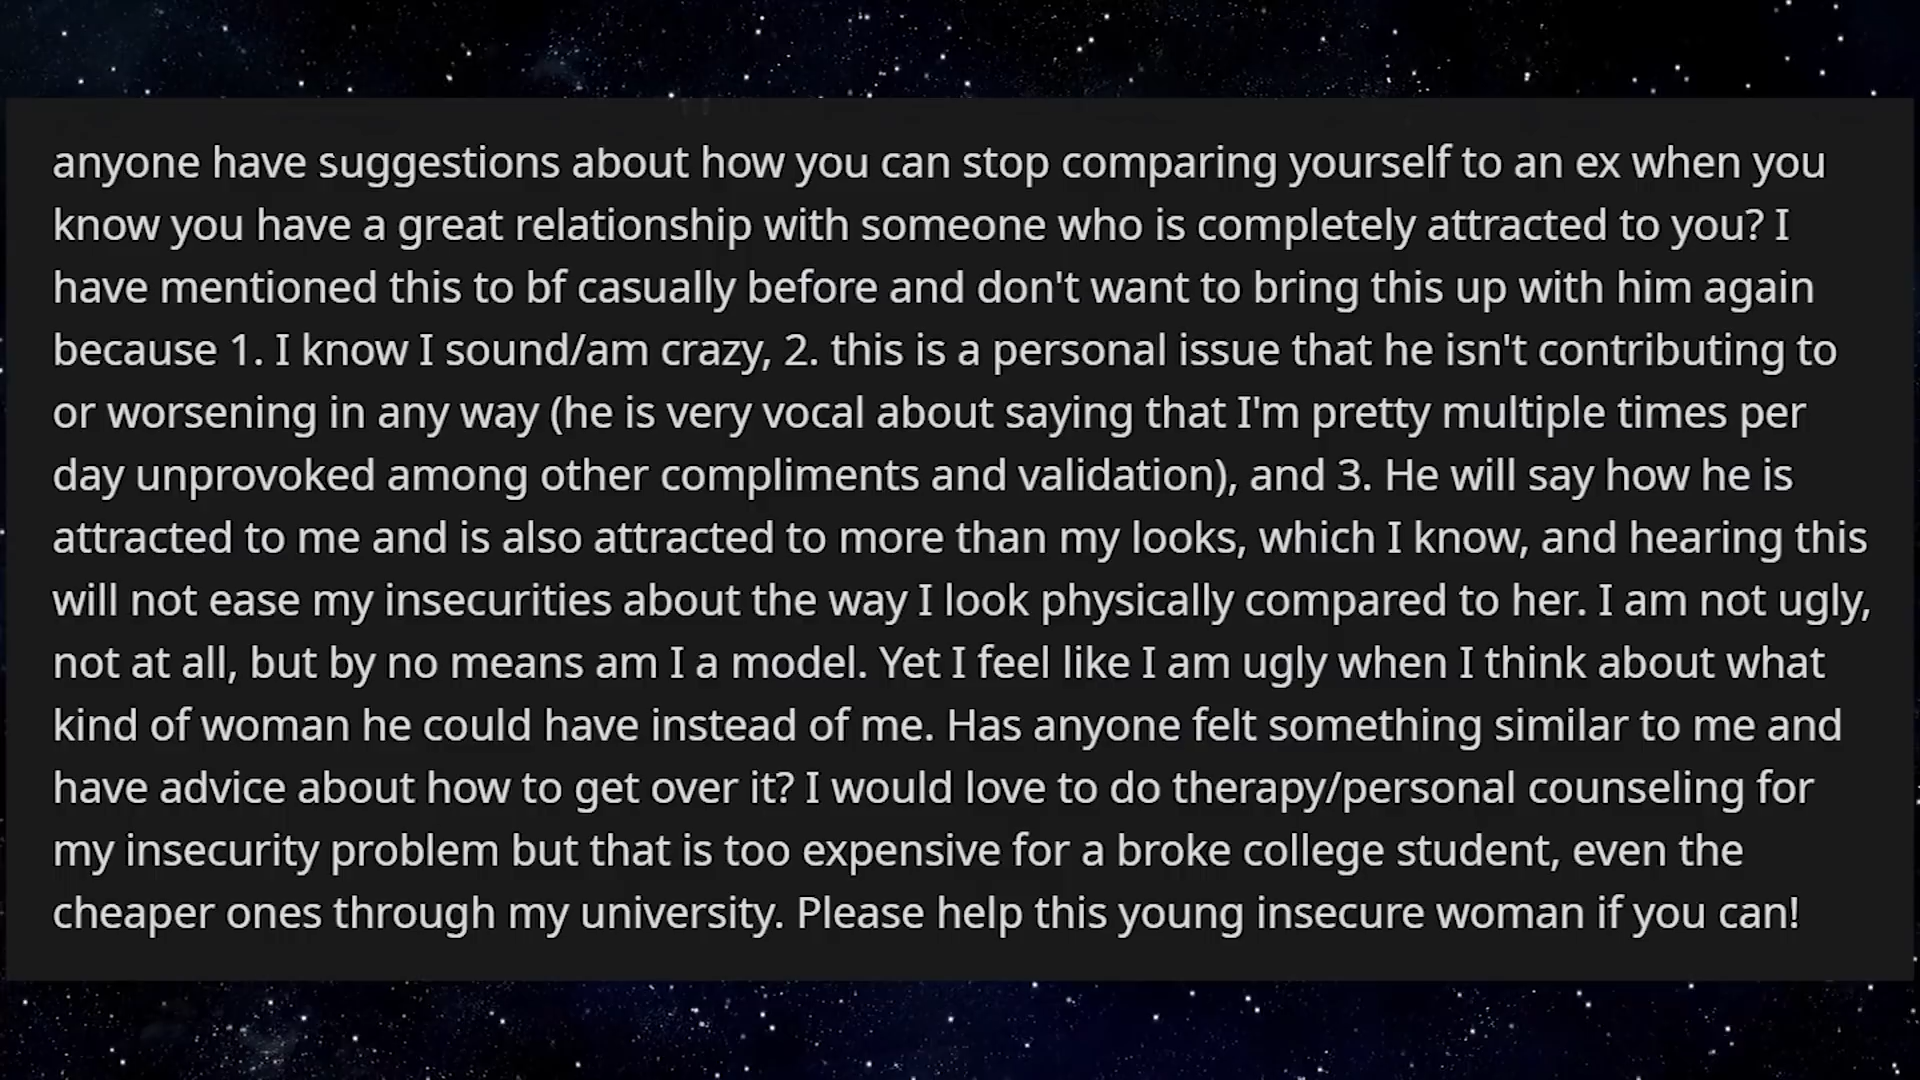 anyone have suggestions about how you can stop comparing yourself to an ex when you
know you have a great relationship with someone who is completely attracted to you? I
have mentioned this to bf casually before and don't want to bring this up with him again
because 1. I know I sound/am crazy, 2. this is a personal issue that he isn't contributing to
or worsening in any way (he is very vocal about saying that I'm pretty multiple times per
day unprovoked among other compliments and validation), and 3. He will say how he is
attracted to me and is also attracted to more than my looks, which I know, and hearing this
will not ease my insecurities about the way I look physically compared to her. I am not ugly,
not at all, but by no means am I a model. Yet I feel like I am ugly when I think about what
kind of woman he could have instead of me. Has anyone felt something similar to me and
have advice about how to get over it? I would love to do therapy/personal counseling for
my insecurity problem but that is too expensive for a broke college student, even the
cheaper ones through my university. Please help this young insecure woman if you can!